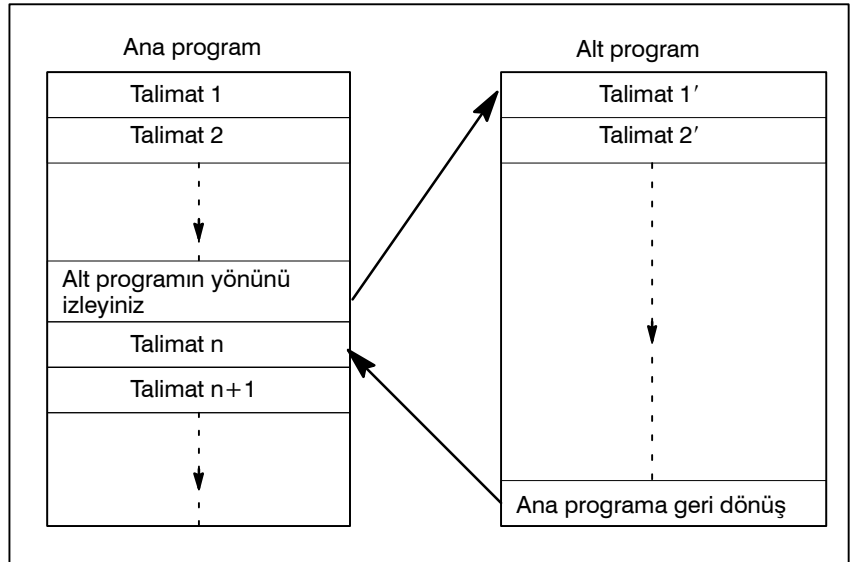 Ana program
Talimat 1
Talimat 2
Alt programın yönünü
izleyiniz
Talimat n
Talimat n+1
Alt program
Talimat 1′
Talimat 2′
Ana programa geri dönüş